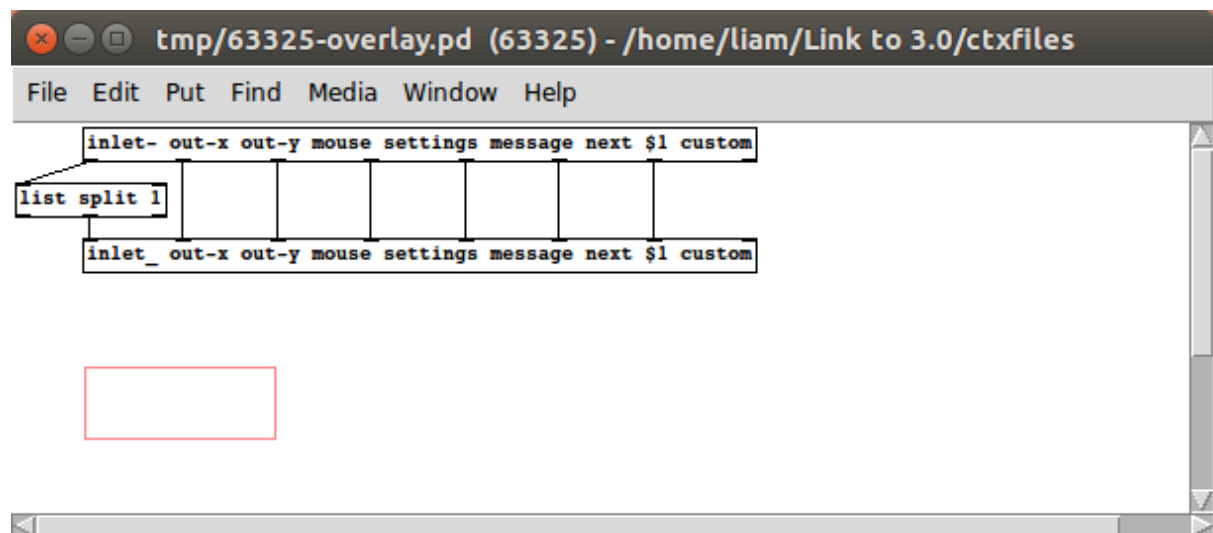 tmp/63325-overlay.pd (63325) - /home/liam/Link to 3.0/ctxfiles
File Edit Put Find Media Window Help
inlet- out-x out-y mouse settings message next $1 custom
list split 1
inlet_ out-x out-y mouse settings message next $1 custom